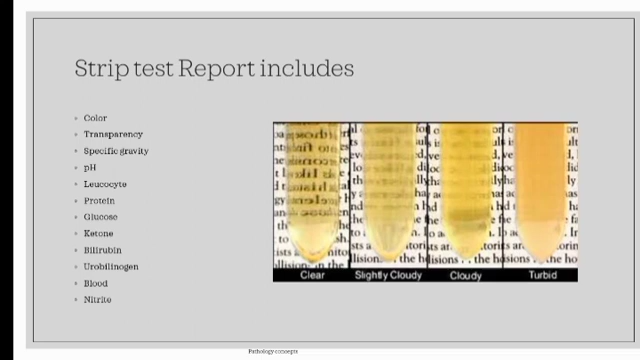 Strip test Report includes
Color
Transparency
Specific gravity
pH
Leucocyte
Protein
Glucose
Ketone
Bilirubin
Urobilinogen
Blood
Nitrite
Clear
Slightly Cloudy
Cloudy
Turbid
Pathology concepts